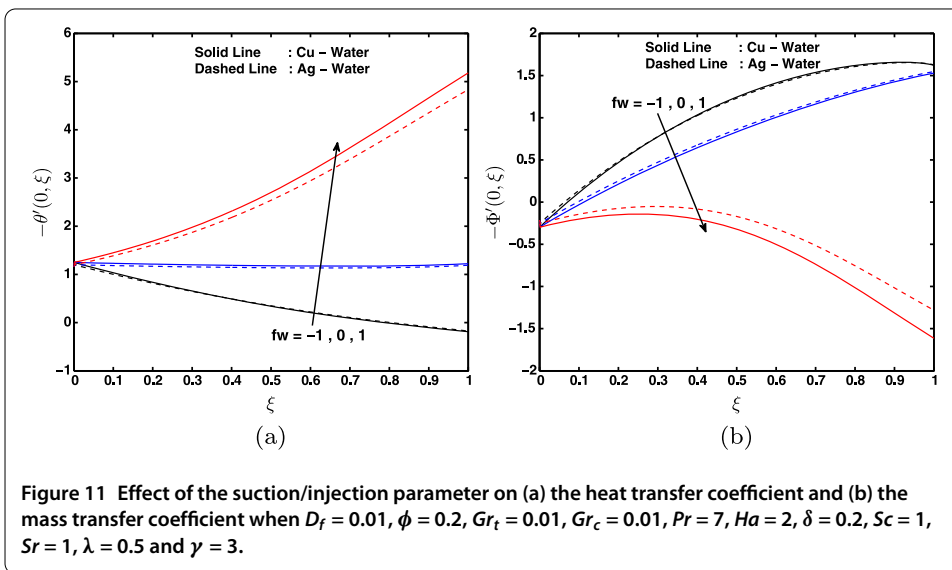 Solid Line : Cu – Water
Dashed Line : Ag – Water
fw = −1 , 0 , 1
−θ′(0, ξ)
6
5
4
3
2
1
0
−1
0 0.1 0.2 0.3 0.4 0.5 0.6 0.7 0.8 0.9 1
ξ
(a)
Solid Line : Cu – Water
Dashed Line : Ag – Water
fw = −1 , 0 , 1
−Φ′(0, ξ)
2
1.5
1
0.5
0
−0.5
−1
−1.5
−2
0 0.1 0.2 0.3 0.4 0.5 0.6 0.7 0.8 0.9 1
ξ
(b)
Figure 11 Effect of the suction/injection parameter on (a) the heat transfer coefficient and (b) the
mass transfer coefficient when D_f = 0.01, ϕ = 0.2, Gr_t = 0.01, Gr_c = 0.01, Pr = 7, Ha = 2, δ = 0.2, Sc = 1,
Sr = 1, λ = 0.5 and γ = 3.